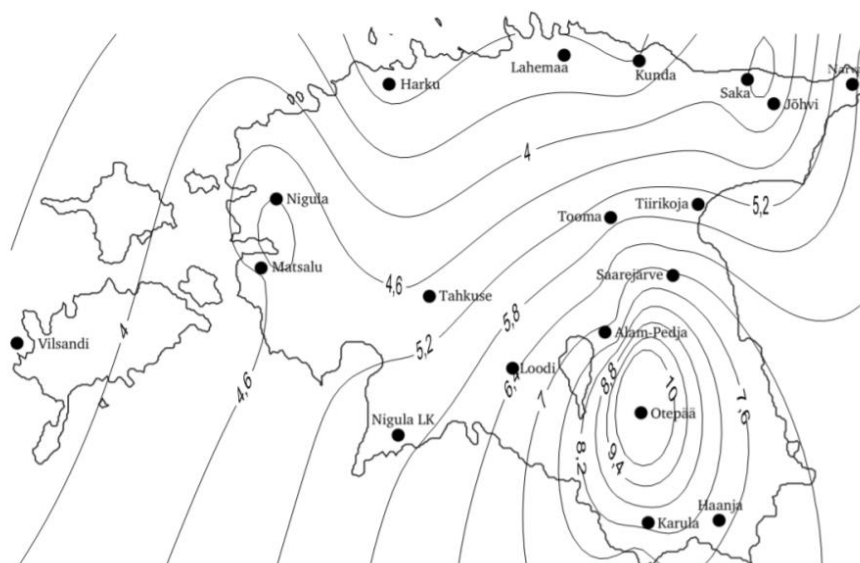 Lahemaa
Kunda
Harku
Saka
Jõhvi
4
Nigula
Tiirikoja
5,2
Tooma
Matsalu
Saarejärve
4,6
Tahkuse
5,8
4
Vilsandi
Alam-Pedja
5,2
Loodi
4,6
6,4
7
8,8
10
7,6
Otepää
Nigula LK
8,2
9,4
Haanja
Karula